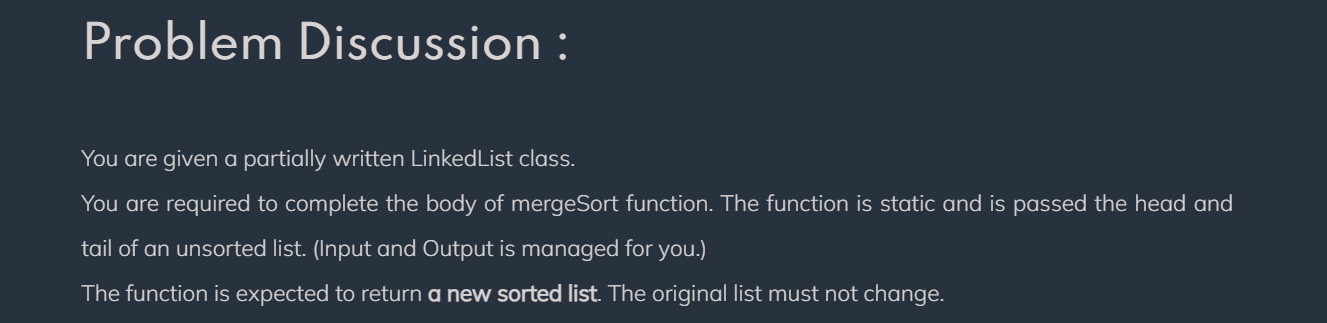 Problem Discussion :
You are given a partially written LinkedList class.
You are required to complete the body of mergeSort function. The function is static and is passed the head and
tail of an unsorted list. (Input and Output is managed for you.)
The function is expected to return a new sorted list. The original list must not change.